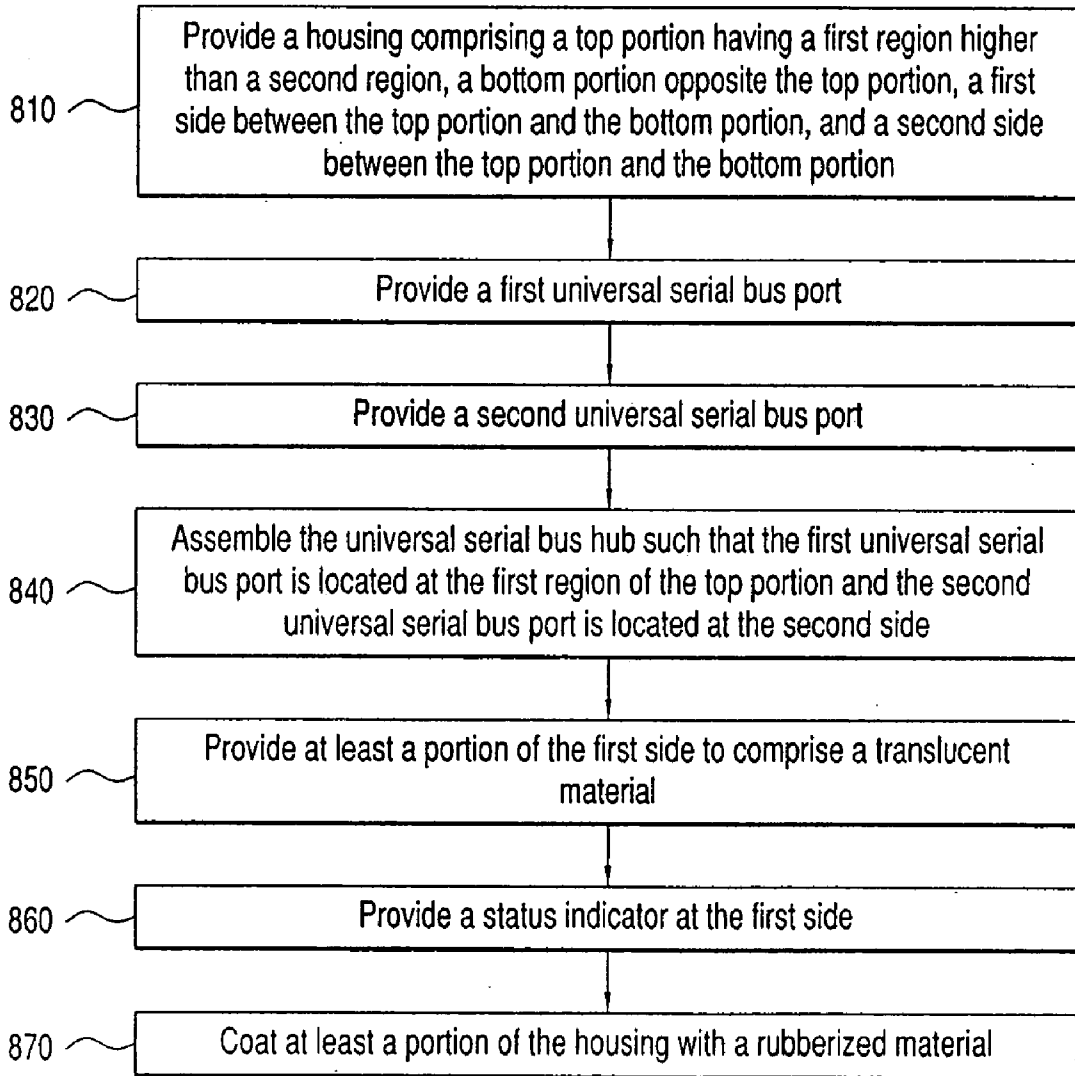 Provide a housing comprising a top portion having a first region higher
than a second region, a bottom portion opposite the top portion, a first
810
side between the top portion and the bottom portion, and a second side
between the top portion and the bottom portion
820
Provide a first universal serial bus port
830
Provide a second universal serial bus port
Assemble the universal serial bus hub such that the first universal serial
840
bus port is located at the first region of the top portion and the second
universal serial bus port is located at the second side
850
Provide at least a portion of the first side to comprise a translucent
material
860
Provide a status indicator at the first side
870
Coat at least a portion of the housing with a rubberized material